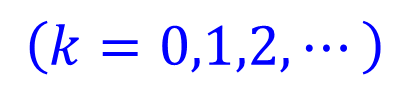 (k = 0,1,2, ⋯ )